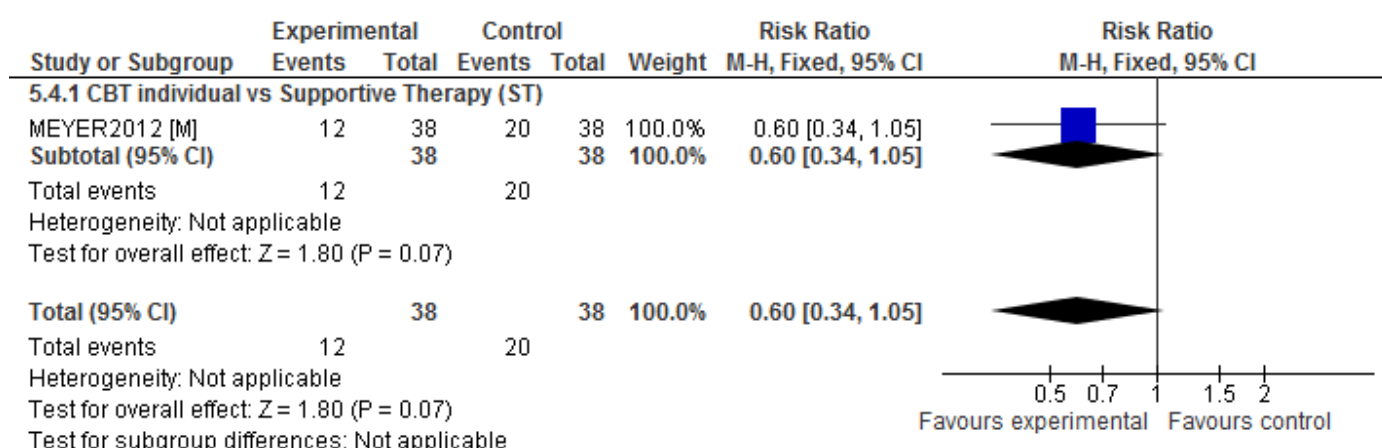 Experimental Control Risk Ratio Risk Ratio
Study or Subgroup Events Total Events Total Weight M-H, Fixed, 95% CI M-H, Fixed, 95% CI
5.4.1 CBT individual vs Supportive Therapy (ST)
MEYER2012 [M] 12 38 20 38 100.0% 0.60 [0.34, 1.05]
Subtotal (95% CI) 38 38 100.0% 0.60 [0.34, 1.05]
Total events 12 20
Heterogeneity: Not applicable
Test for overall effect: Z = 1.80 (P = 0.07)
Total (95% CI) 38 38 100.0% 0.60 [0.34, 1.05]
Total events 12 20
Heterogeneity: Not applicable
Test for overall effect: Z = 1.80 (P = 0.07)
Test for subgroup differences: Not applicable
0.5 0.7 1 1.5 2
Favours experimental Favours control